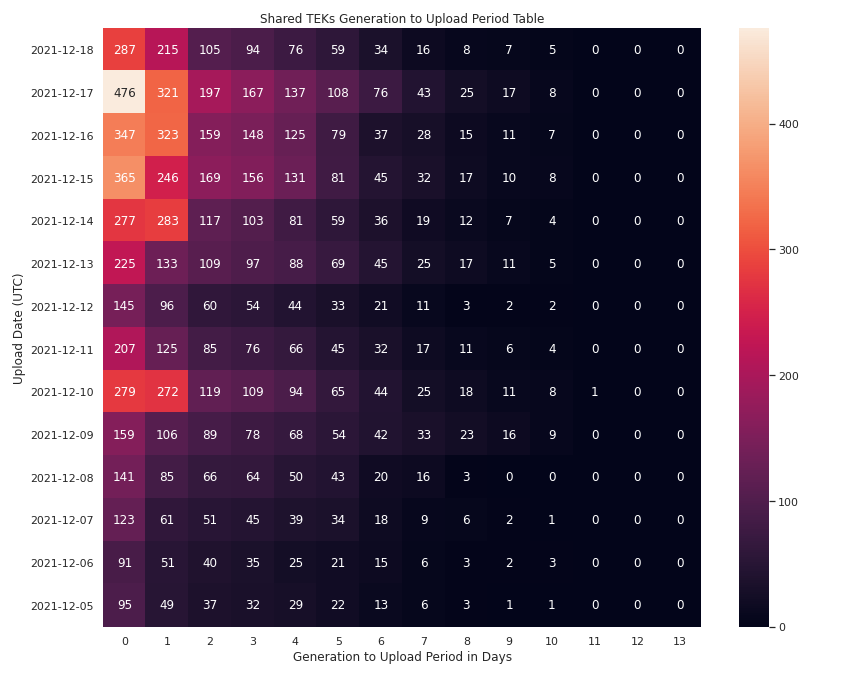 Shared TEKs Generation to Upload Period Table
2021-12-18 287 215 105 94 76 59 34 16 8 7 5 0 0 0
2021-12-17 476 321 197 167 137 108 76 43 25 17 8 0 0 0
2021-12-16 347 323 159 148 125 79 37 28 15 11 7 0 0 0
2021-12-15 365 246 169 156 131 81 45 32 17 10 8 0 0 0
2021-12-14 277 283 117 103 81 59 36 19 12 7 4 0 0 0
2021-12-13 225 133 109 97 88 69 45 25 17 11 5 0 0 0
2021-12-12 145 96 60 54 44 33 21 11 3 2 2 0 0 0
2021-12-11 207 125 85 76 66 45 32 17 11 6 4 0 0 0
2021-12-10 279 272 119 109 94 65 44 25 18 11 8 1 0 0
2021-12-09 159 106 89 78 68 54 42 33 23 16 9 0 0 0
2021-12-08 141 85 66 64 50 43 20 16 3 0 0 0 0 0
2021-12-07 123 61 51 45 39 34 18 9 6 2 1 0 0 0
2021-12-06 91 51 40 35 25 21 15 6 3 2 3 0 0 0
2021-12-05 95 49 37 32 29 22 13 6 3 1 1 0 0 0
0 1 2 3 4 5 6 7 8 9 10 11 12 13
Generation to Upload Period in Days
Upload Date (UTC)
400
300
200
100
0